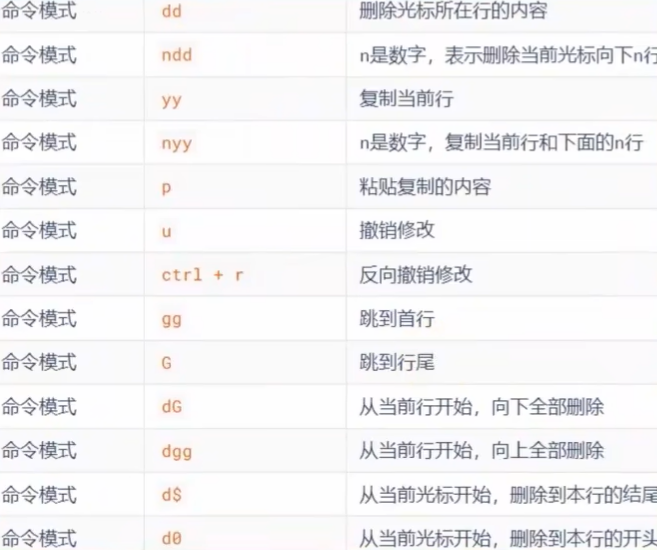 命令模式 dd 删除光标所在行的内容
命令模式 ndd n是数字，表示删除当前光标向下n行
命令模式 yy 复制当前行
命令模式 nyy n是数字，复制当前行和下面的n行
命令模式 p 粘贴复制的内容
命令模式 u 撤销修改
命令模式 ctrl + r 反向撤销修改
命令模式 gg 跳到首行
命令模式 G 跳到行尾
命令模式 dG 从当前行开始，向下全部删除
命令模式 dgg 从当前行开始，向上全部删除
命令模式 d$ 从当前光标开始，删除到本行的结尾
命令模式 d0 从当前光标开始，删除到本行的开头